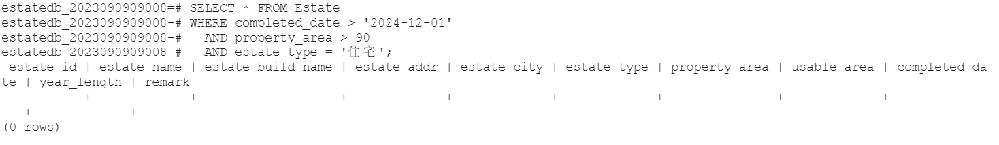 estatedb_2023090909008=# SELECT * FROM Estate
estatedb_2023090909008-# WHERE completed_date > '2024-12-01'
estatedb_2023090909008-#   AND property_area > 90
estatedb_2023090909008-#   AND estate_type = '住宅';
 estate_id | estate_name | estate_build_name | estate_addr | estate_city | estate_type | property_area | usable_area | completed_da
te | year_length | remark
-----------+-------------+-------------------+-------------+-------------+-------------+---------------+-------------+-------------
---+-------------+--------
(0 rows)